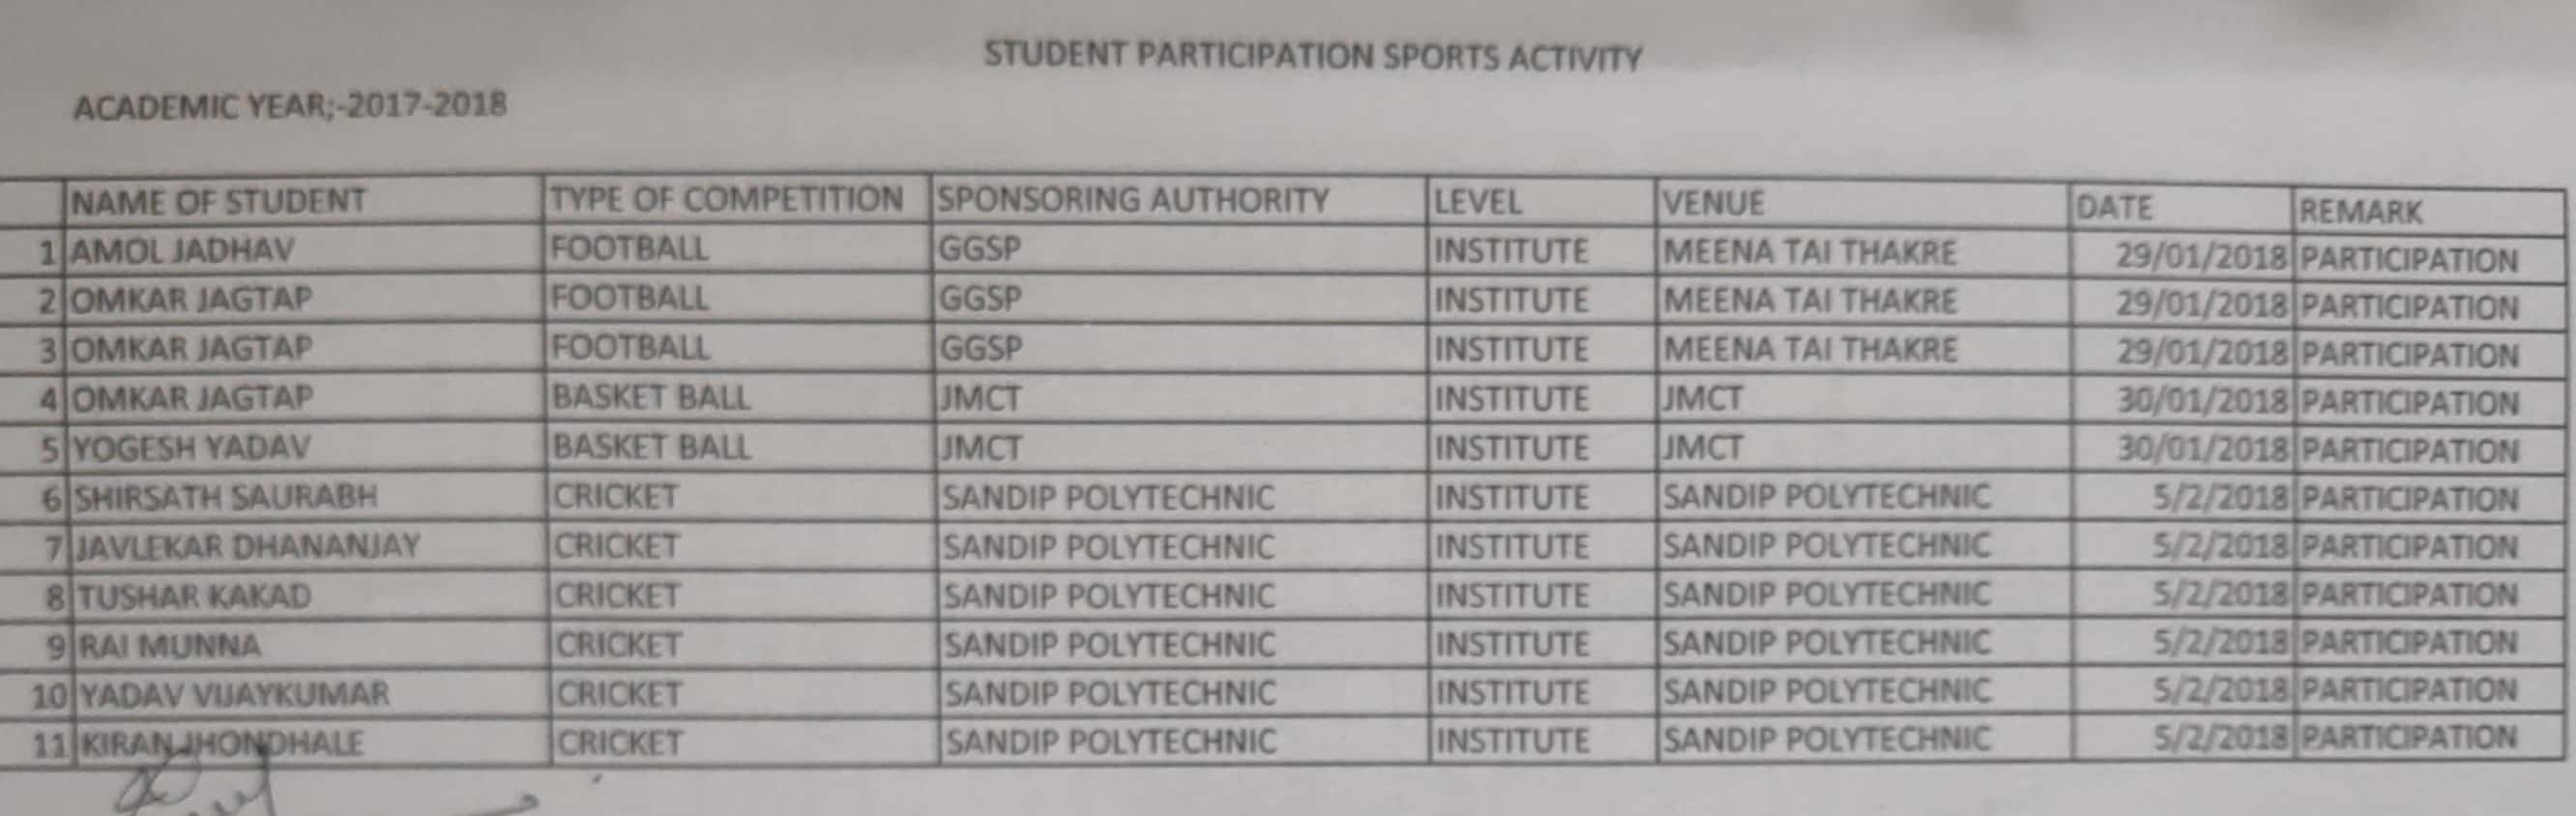 STUDENT PARTICIPATION SPORTS ACTIVITY
ACADEMIC YEAR;-2017-2018
NAME OF STUDENT TYPE OF COMPETITION SPONSORING AUTHORITY LEVEL VENUE DATE REMARK
1 AMOL JADHAV FOOTBALL GGSP INSTITUTE MEENA TAI THAKRE 29/01/2018 PARTICIPATION
2 OMKAR JAGTAP FOOTBALL GGSP INSTITUTE MEENA TAI THAKRE 29/01/2018 PARTICIPATION
3 OMKAR JAGTAP FOOTBALL GGSP INSTITUTE MEENA TAI THAKRE 29/01/2018 PARTICIPATION
4 OMKAR JAGTAP BASKET BALL JMCT INSTITUTE JMCT 30/01/2018 PARTICIPATION
5 YOGESH YADAV BASKET BALL JMCT INSTITUTE JMCT 30/01/2018 PARTICIPATION
6 SHIRSATH SAURABH CRICKET SANDIP POLYTECHNIC INSTITUTE SANDIP POLYTECHNIC 5/2/2018 PARTICIPATION
7 JAVLEKAR DHANANJAY CRICKET SANDIP POLYTECHNIC INSTITUTE SANDIP POLYTECHNIC 5/2/2018 PARTICIPATION
8 TUSHAR KAKAD CRICKET SANDIP POLYTECHNIC INSTITUTE SANDIP POLYTECHNIC 5/2/2018 PARTICIPATION
9 RAI MUNNA CRICKET SANDIP POLYTECHNIC INSTITUTE SANDIP POLYTECHNIC 5/2/2018 PARTICIPATION
10 YADAV VIJAYKUMAR CRICKET SANDIP POLYTECHNIC INSTITUTE SANDIP POLYTECHNIC 5/2/2018 PARTICIPATION
11 KIRAN JHONDHALE CRICKET SANDIP POLYTECHNIC INSTITUTE SANDIP POLYTECHNIC 5/2/2018 PARTICIPATION